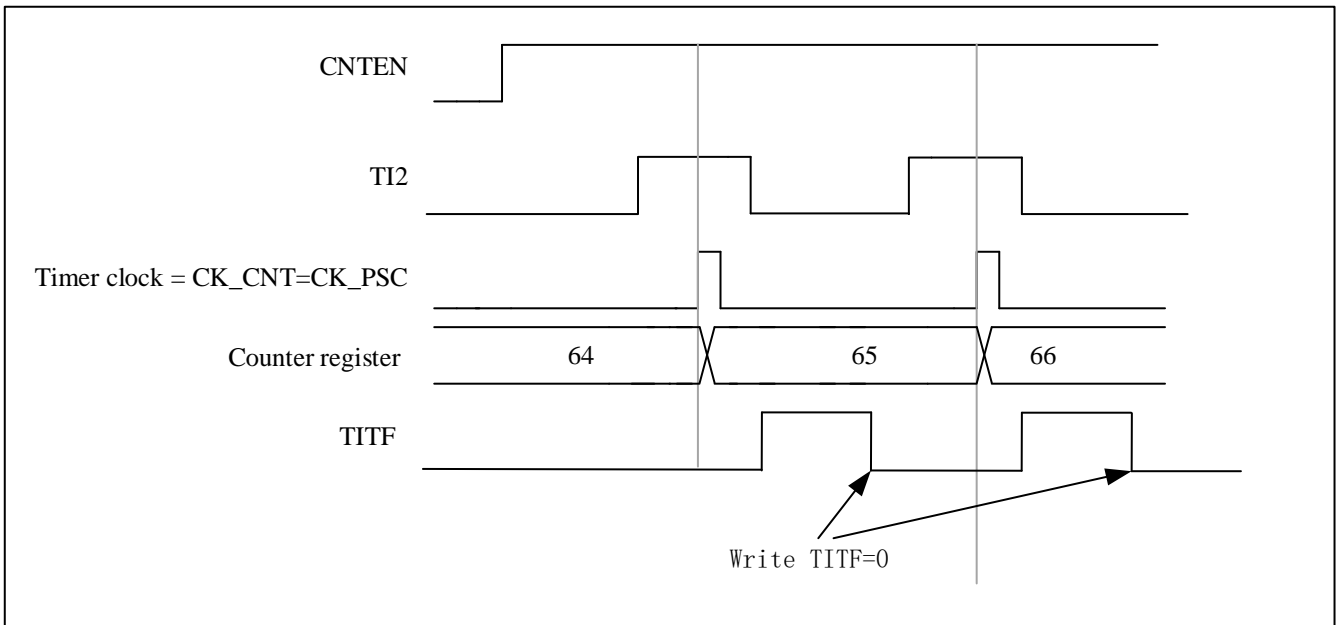 CNTEN
TI2
Timer clock = CK_CNT=CK_PSC
Counter register 64 65 66
TITF
Write TITF=0